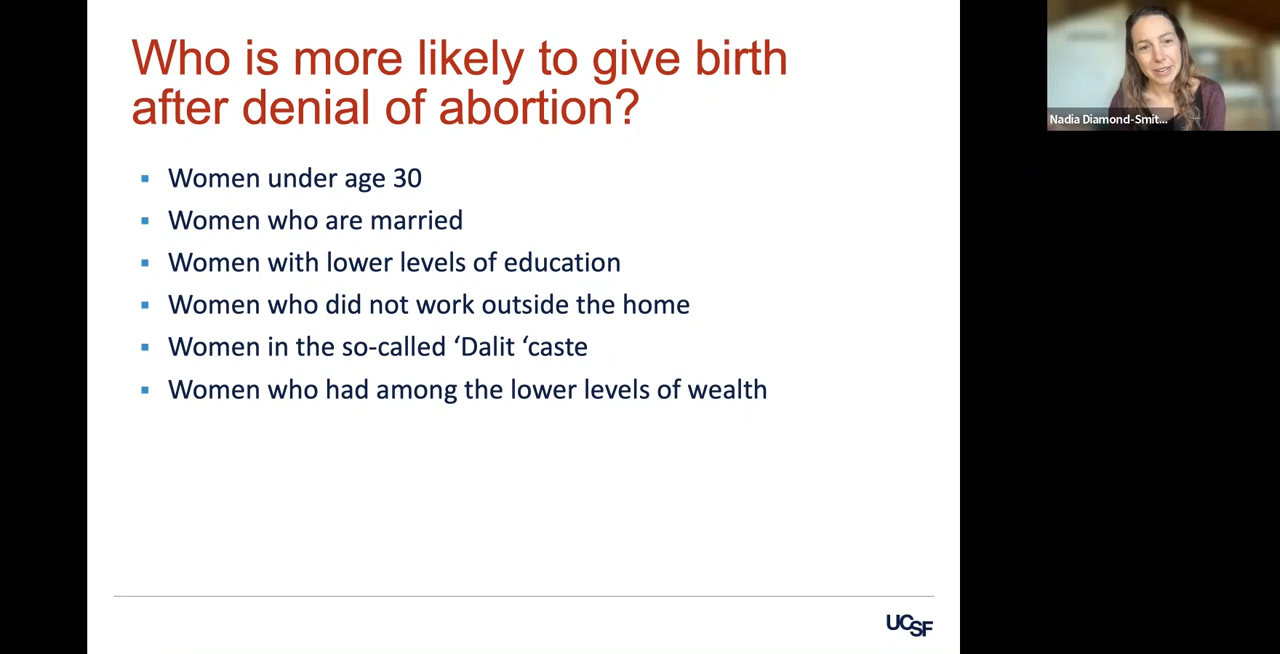 Who is more likely to give birth
after denial of abortion?
Women under age 30
Women who are married
Women with lower levels of education
Women who did not work outside the home
Women in the so-called ‘Dalit ‘caste
Women who had among the lower levels of wealth
UCSF
Nadia Diamond-Smit...